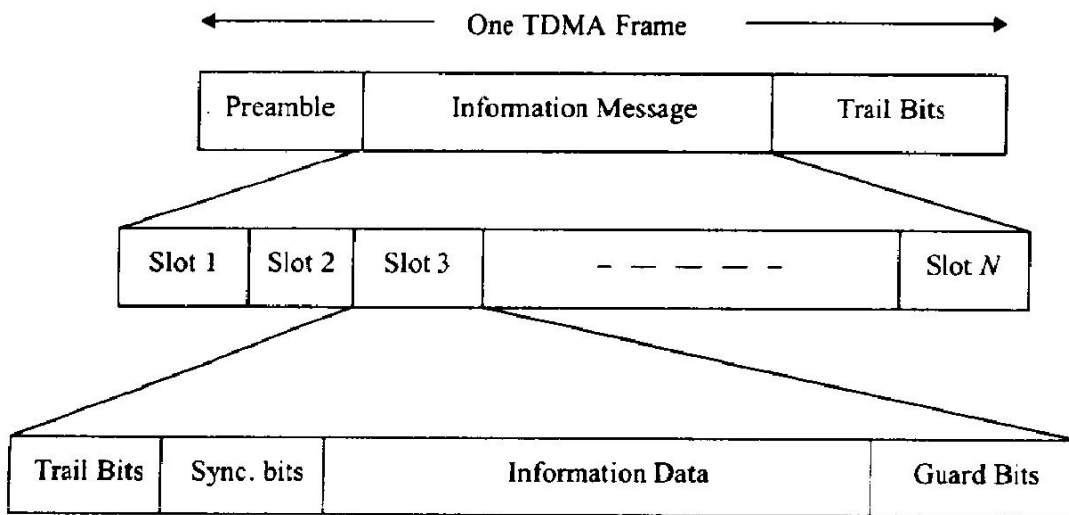 One TDMA Frame
Preamble Information Message Trail Bits
Slot 1 Slot 2 Slot 3 Slot N
Trail Bits Sync. bits Information Data Guard Bits